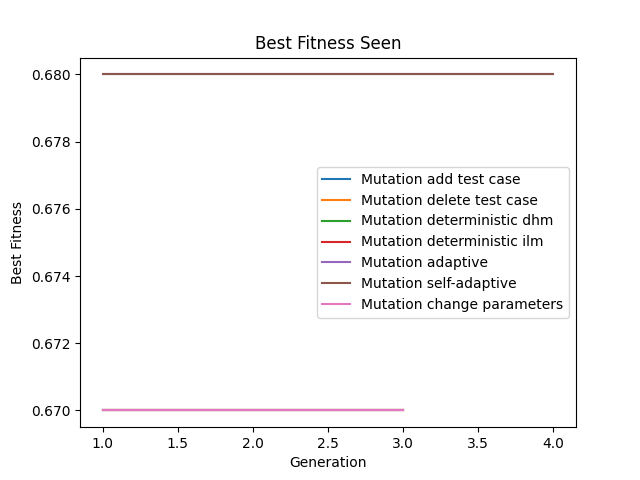 Best Fitness Seen
Best Fitness
0.680
0.678
0.676
0.674
0.672
0.670
Mutation add test case
Mutation delete test case
Mutation deterministic dhm
Mutation deterministic ilm
Mutation adaptive
Mutation self-adaptive
Mutation change parameters
1.0 1.5 2.0 2.5 3.0 3.5 4.0
Generation